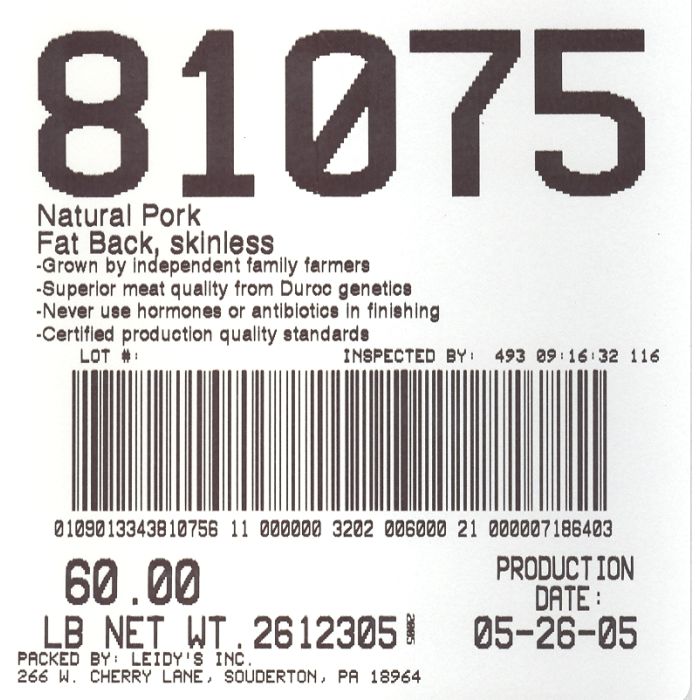 81075
Natural Pork
Fat Back, skinless
-Grown by independent family farmers
-Superior meat quality from Duroc genetics
-Never use hormones or antibiotics in finishing
-Certified production quality standards
LOT #: INSPECTED BY: 493 09:16:32 116
0109013343810756 11 000000 3202 006000 21 000007186403
60.00 PRODUCTION
DATE:
LB NET WT. 2612305 2005 05-26-05
PACKED BY: LEIDY'S INC.
266 W. CHERRY LANE, SOUDERTON, PA 18964